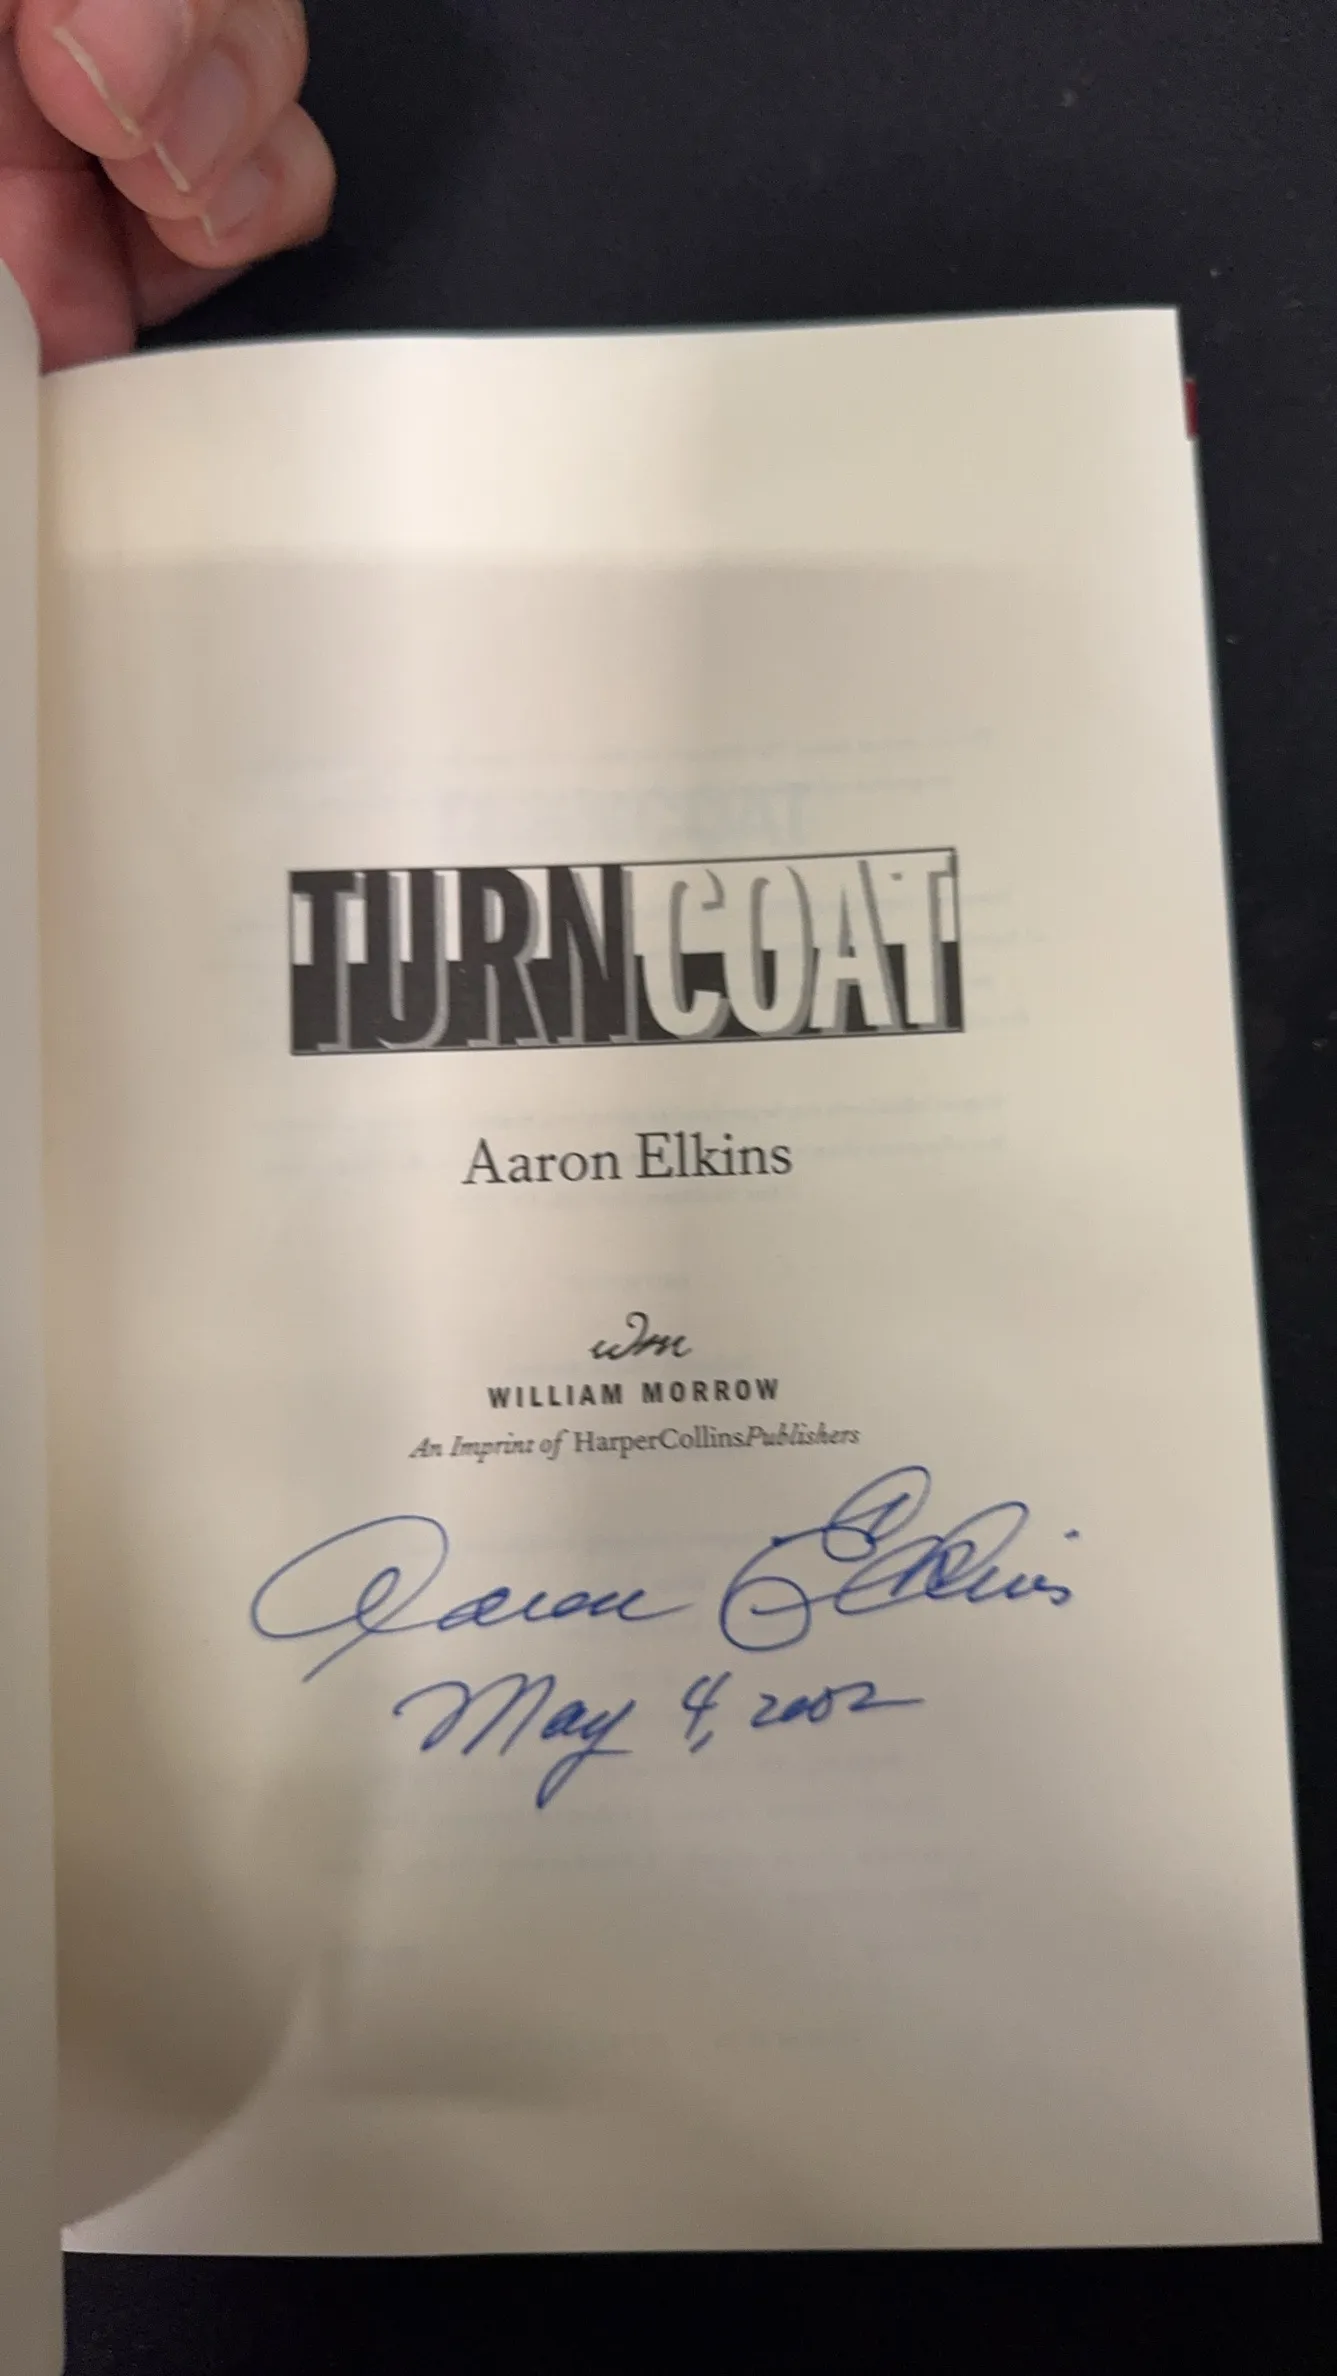 TURNCOAT
Aaron Elkins
wm
WILLIAM MORROW
An Imprint of HarperCollinsPublishers
Aaron Elkins
May 4, 2002